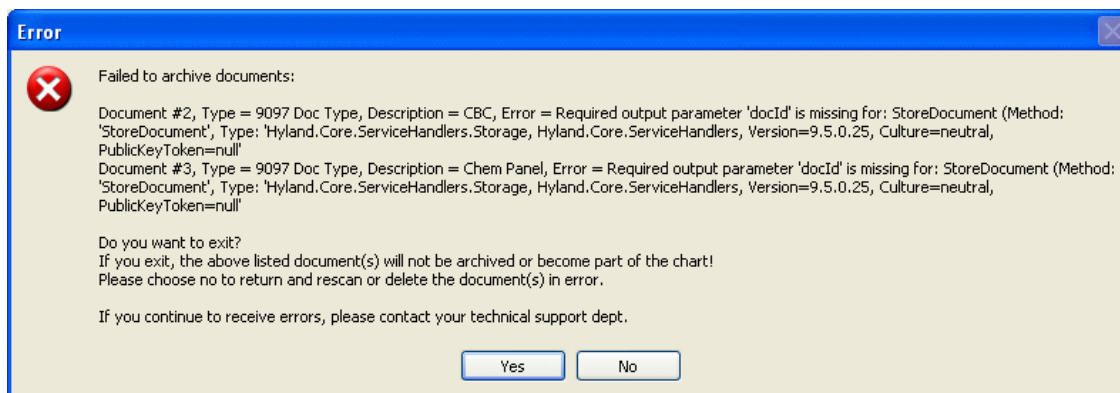 Error
Failed to archive documents:
Document #2, Type = 9097 Doc Type, Description = CBC, Error = Required output parameter 'docId' is missing for: StoreDocument (Method:
'StoreDocument', Type: 'Hyland.Core.ServiceHandlers.Storage, Hyland.Core.ServiceHandlers, Version=9.5.0.25, Culture=neutral,
PublicKeyToken=null'
Document #3, Type = 9097 Doc Type, Description = Chem Panel, Error = Required output parameter 'docId' is missing for: StoreDocument (Method:
'StoreDocument', Type: 'Hyland.Core.ServiceHandlers.Storage, Hyland.Core.ServiceHandlers, Version=9.5.0.25, Culture=neutral,
PublicKeyToken=null'
Do you want to exit?
If you exit, the above listed document(s) will not be archived or become part of the chart!
Please choose no to return and rescan or delete the document(s) in error.
If you continue to receive errors, please contact your technical support dept.
Yes No